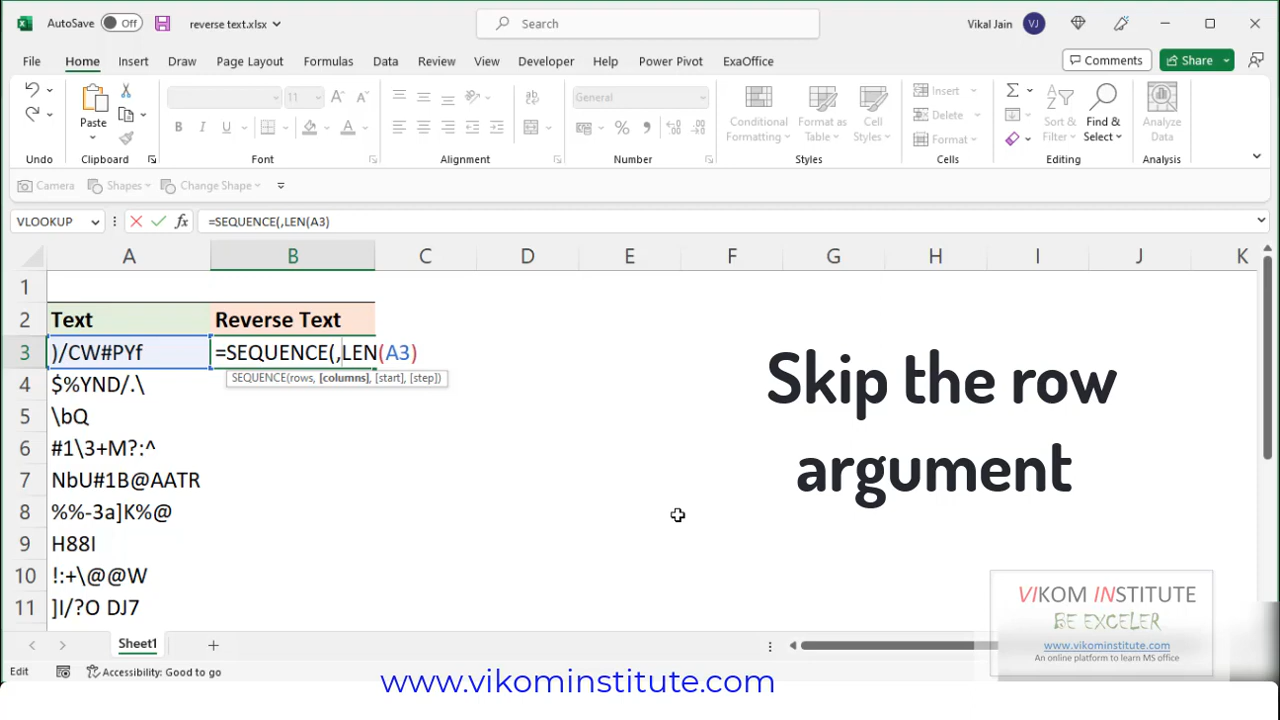 AutoSave Off reverse text.xlsx Search Vikal Jain VJ
File Home Insert Draw Page Layout Formulas Data Review View Developer Help Power Pivot ExaOffice Comments Share
Paste 11 A A General Conditional Formatting Format as Table Cell Styles Insert Delete Format Sort & Filter Find & Select Analyze Data
B I U A
Undo Clipboard Font Alignment Number Styles Cells Editing Analysis
Camera Shapes Change Shape
VLOOKUP fx =SEQUENCE(,LEN(A3)
A B C D E F G H I J K
1
2 Text Reverse Text
3 )/CW#PYf =SEQUENCE(,LEN(A3)
SEQUENCE(rows, [columns], [start], [step])
4 $%YND/.\
5 \bQ
6 #1\3+M?:^
7 NbU#1B@AATR
8 %%-3a]K%@
9
10 !:+\@@W
11
Skip the row
argument
VIKOM INSTITUTE
BE EXCELER
www.vikominstitute.com
An online platform to learn MS office
Sheet1
Edit Accessibility: Good to go
www.vikominstitute.com